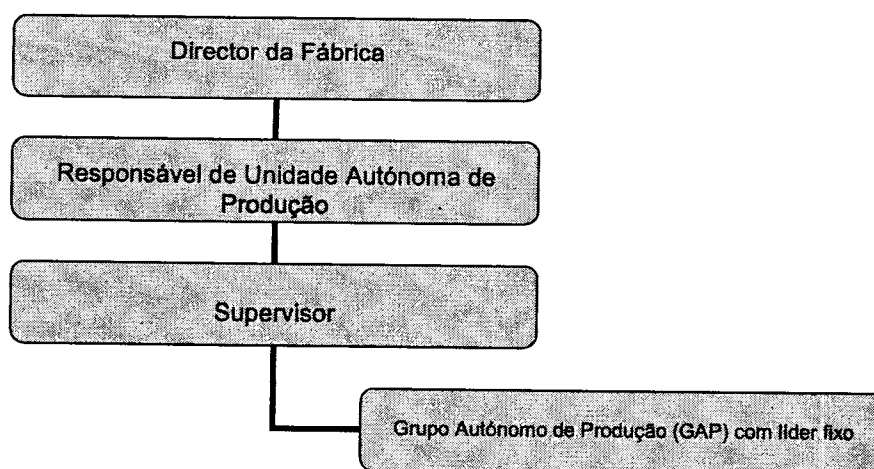 Director da Fábrica
Responsável de Unidade Autónoma de
Produção
Supervisor
Grupo Autónomo de Produção (GAP) com líder fixo